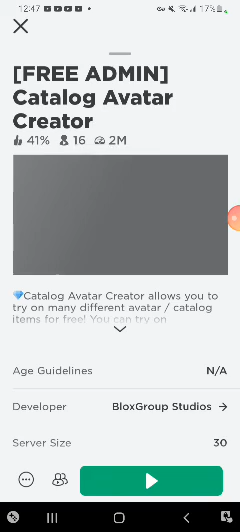 12:47
17%
[FREE ADMIN]
Catalog Avatar
Creator
41% 16 2M
💎Catalog Avatar Creator allows you to
try on many different avatar / catalog
items for free! You can try on
Age Guidelines N/A
Developer BloxGroup Studios →
Server Size 30